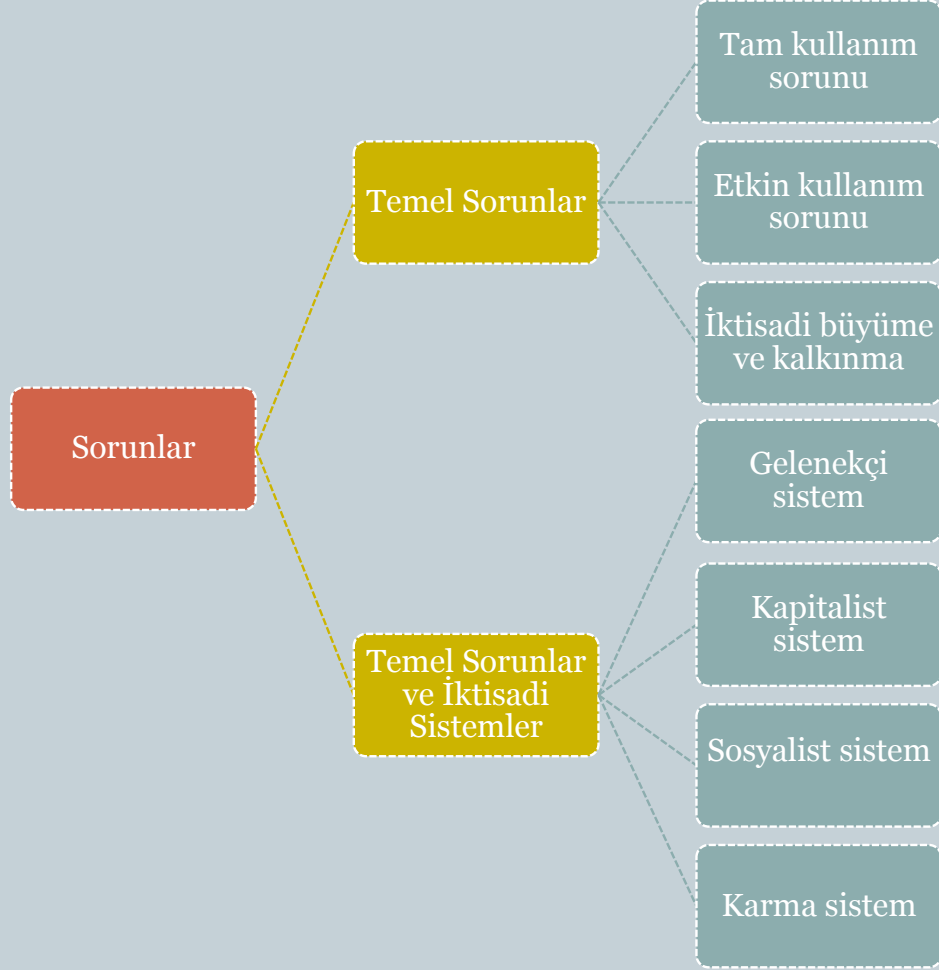 Sorunlar
Temel Sorunlar
Tam kullanım
sorunu
Etkin kullanım
sorunu
İktisadi büyüme
ve kalkınma
Temel Sorunlar
ve İktisadi
Sistemler
Gelenekçi
sistem
Kapitalist
sistem
Sosyalist sistem
Karma sistem